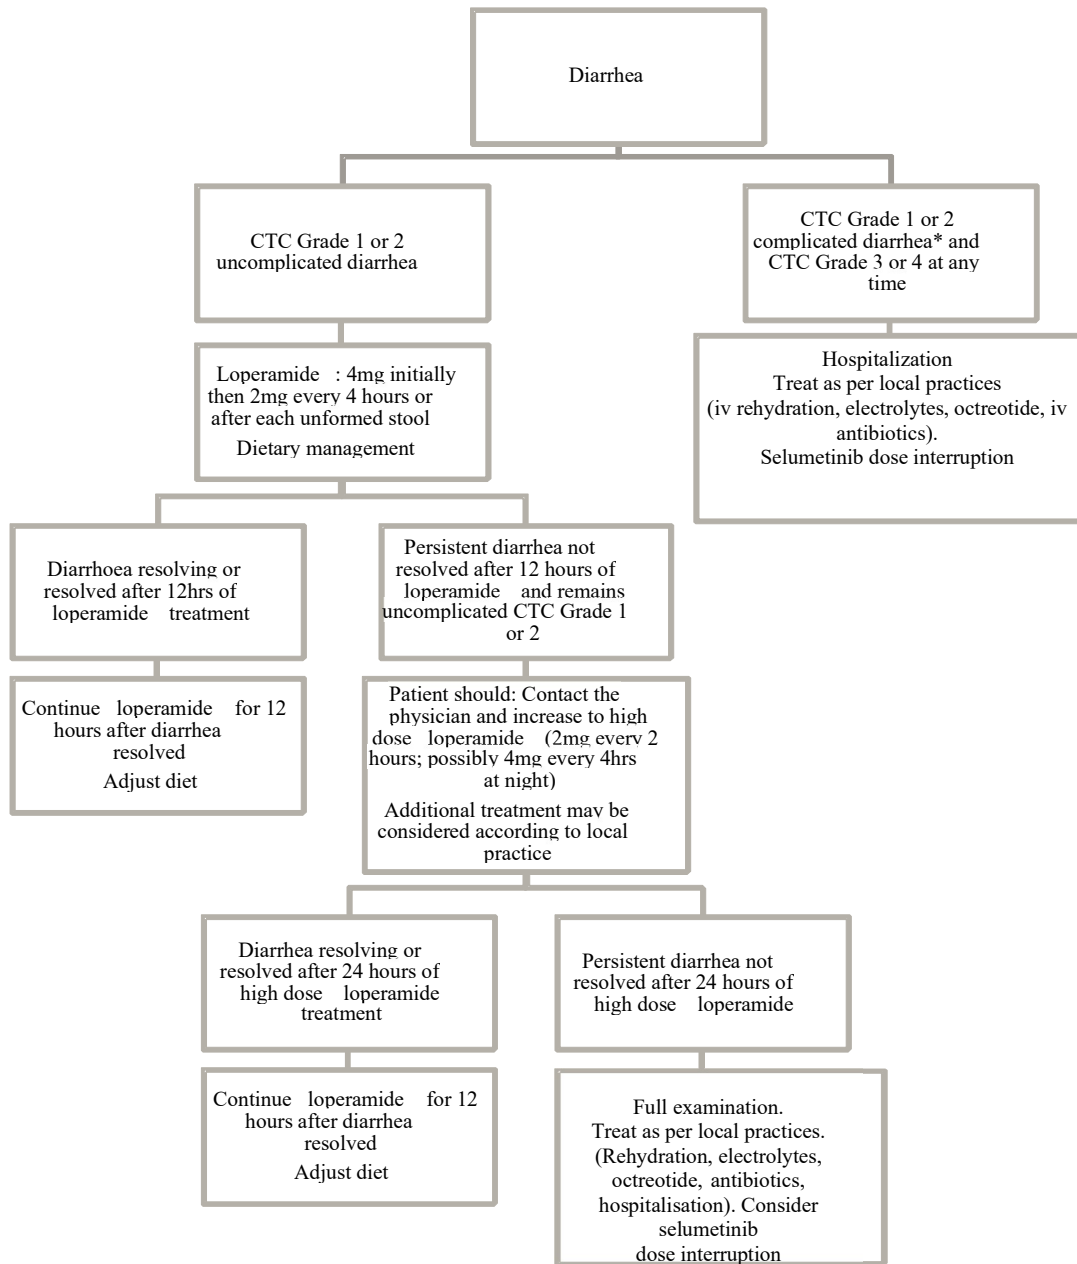 Diarrhea
CTC Grade 1 or 2
uncomplicated diarrhea
CTC Grade 1 or 2
complicated diarrhea* and
CTC Grade 3 or 4 at any
time
Loperamide : 4mg initially
then 2mg every 4 hours or
after each unformed stool
Dietary management
Hospitalization
Treat as per local practices
(iv rehydration, electrolytes, octreotide, iv
antibiotics).
Selumetinib dose interruption
Diarrhoea resolving or
resolved after 12hrs of
loperamide treatment
Persistent diarrhea not
resolved after 12 hours of
loperamide and remains
uncomplicated CTC Grade 1
or 2
Continue loperamide for 12
hours after diarrhea
resolved
Adjust diet
Patient should: Contact the
physician and increase to high
dose loperamide (2mg every 2
hours; possibly 4mg every 4hrs
at night)
Additional treatment may be
considered according to local
practice
Diarrhea resolving or
resolved after 24 hours of
high dose loperamide
treatment
Persistent diarrhea not
resolved after 24 hours of
high dose loperamide
Continue loperamide for 12
hours after diarrhea
resolved
Adjust diet
Full examination.
Treat as per local practices.
(Rehydration, electrolytes,
octreotide, antibiotics,
hospitalisation). Consider
selumetinib
dose interruption